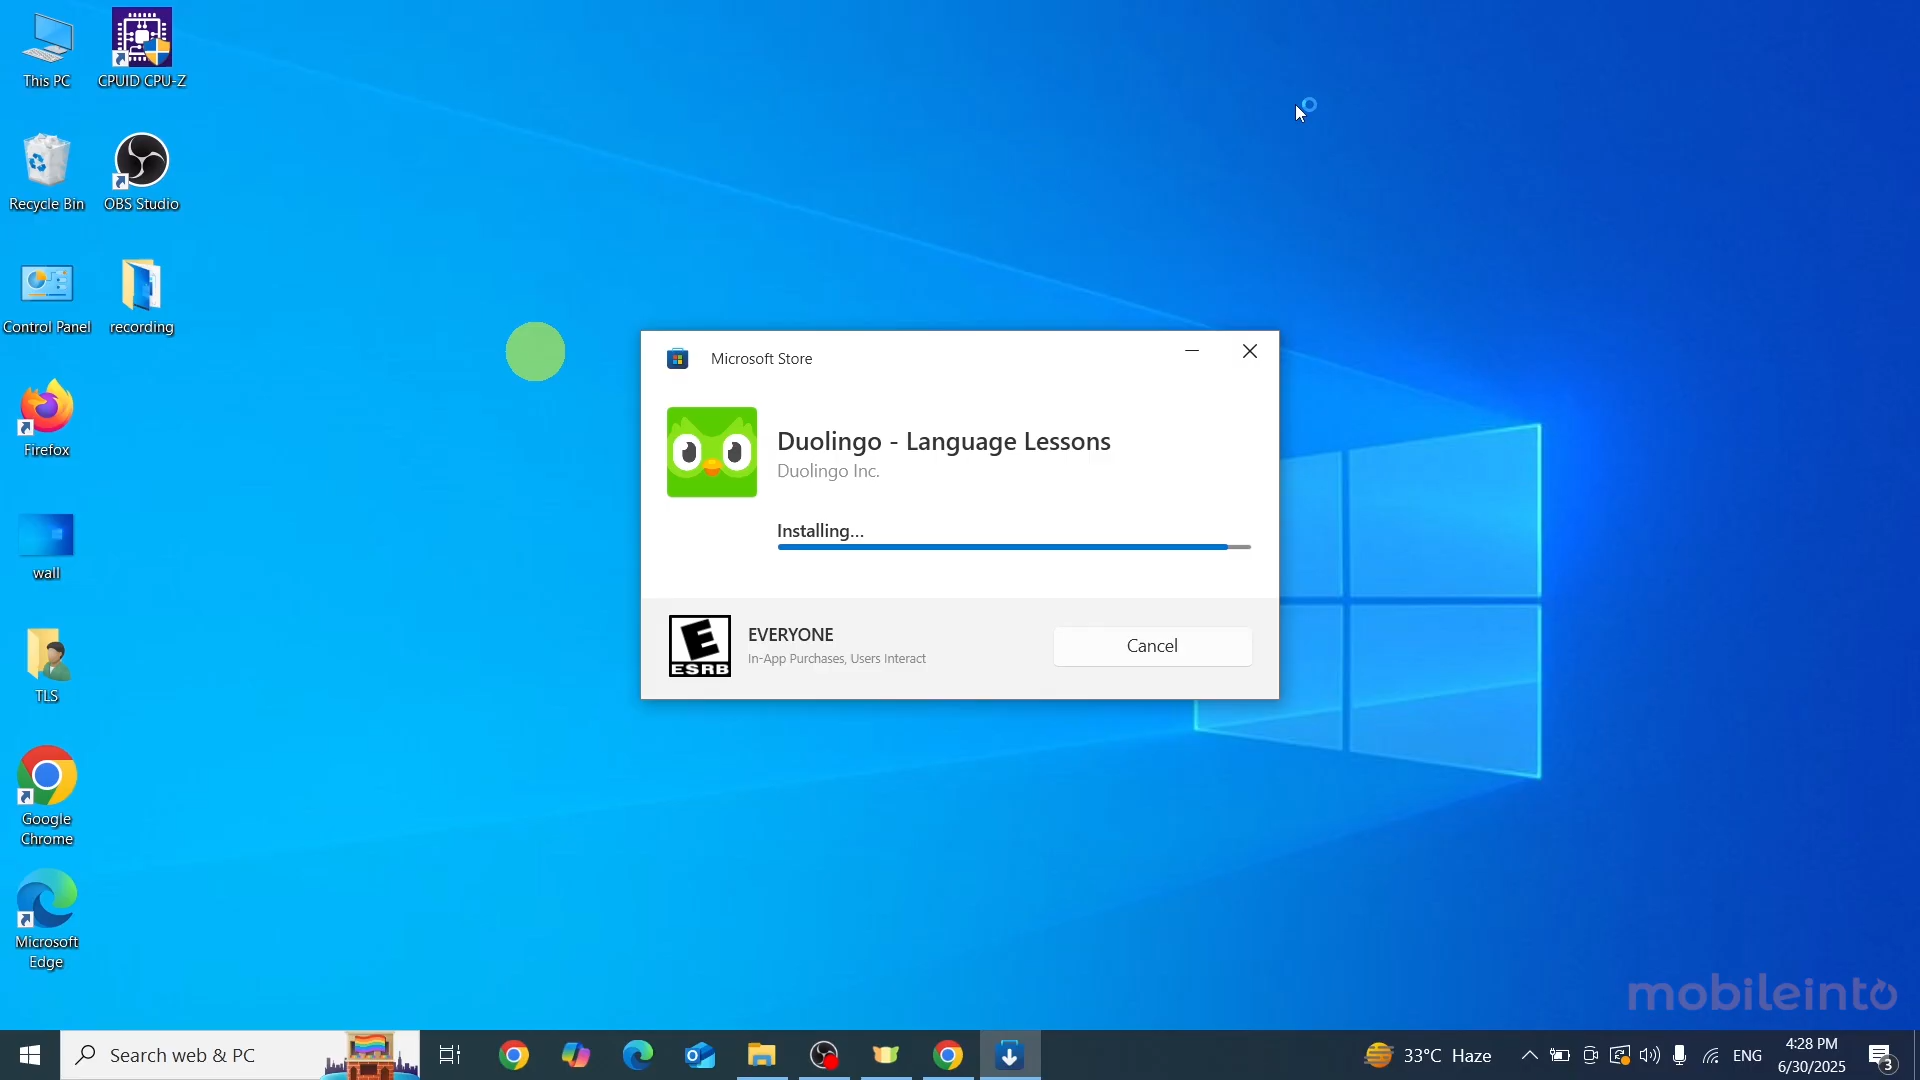 This PC
CPUID CPU-Z
Recycle Bin
OBS Studio
Control Panel
recording
Firefox
wall
TLS
Google
Chrome
Microsoft
Edge
Microsoft Store
Duolingo - Language Lessons
Duolingo Inc.
Installing...
E
ESRB
EVERYONE
In-App Purchases, Users Interact
Cancel
mobileinto
Search web & PC
33°C Haze
ENG
4:28 PM
6/30/2025
3